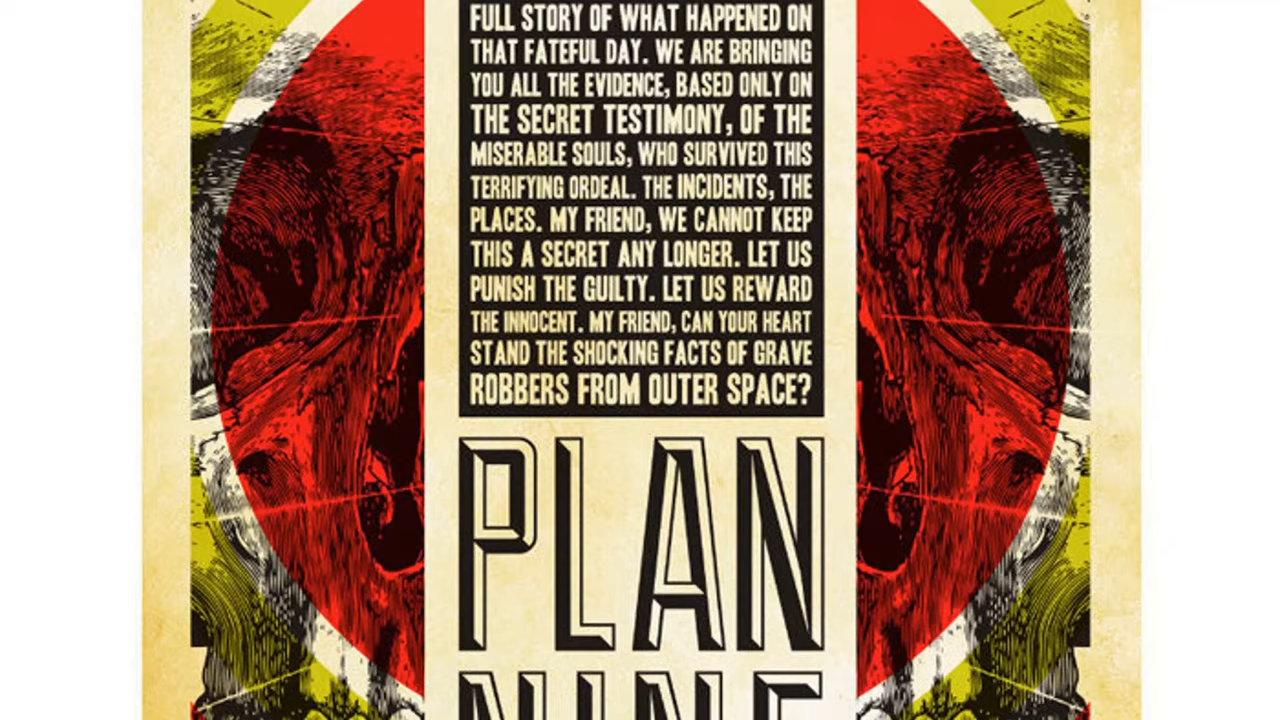 FULL STORY OF WHAT HAPPENED ON
THAT FATEFUL DAY. WE ARE BRINGING
YOU ALL THE EVIDENCE, BASED ONLY ON
THE SECRET TESTIMONY, OF THE
MISERABLE SOULS, WHO SURVIVED THIS
TERRIFYING ORDEAL. THE INCIDENTS, THE
PLACES. MY FRIEND, WE CANNOT KEEP
THIS A SECRET ANY LONGER. LET US
PUNISH THE GUILTY. LET US REWARD
THE INNOCENT. MY FRIEND, CAN YOUR HEART
STAND THE SHOCKING FACTS OF GRAVE
ROBBERS FROM OUTER SPACE?
PLAN
NINE